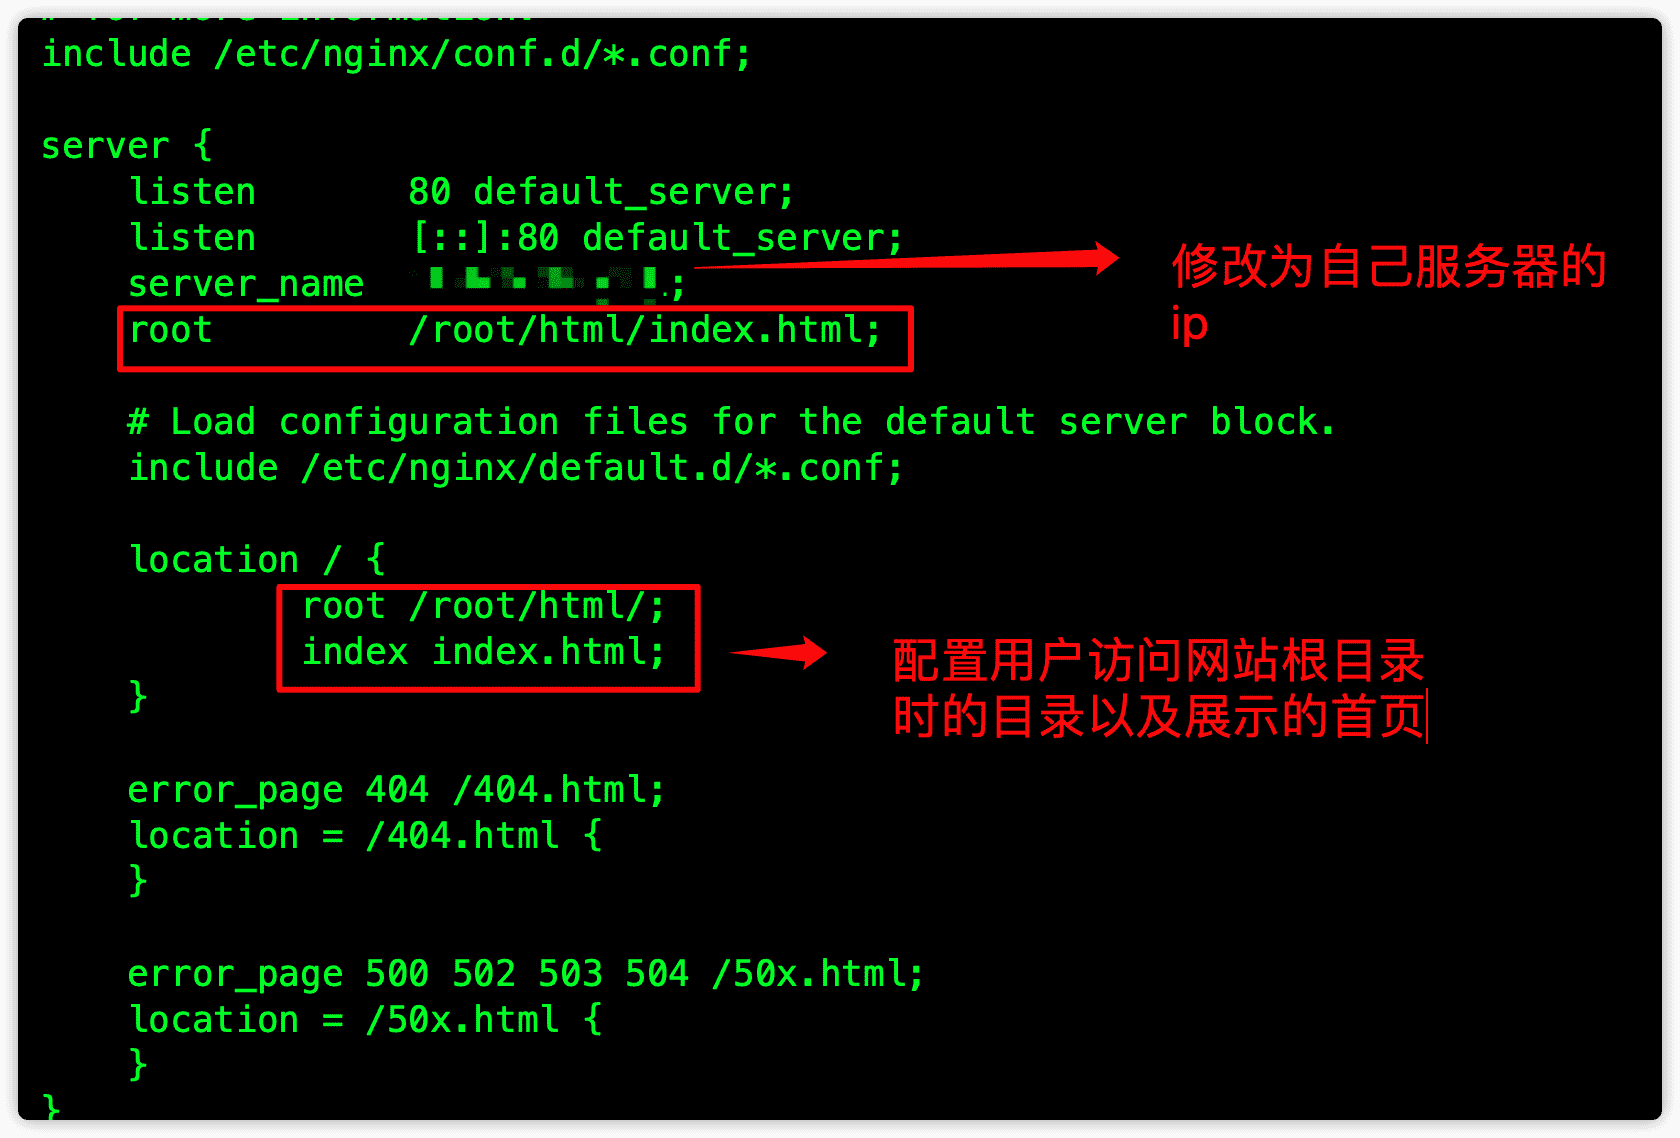 # for more information.
include /etc/nginx/conf.d/*.conf;
server {
listen 80 default_server;
listen [::]:80 default_server;
server_name ;
修改为自己服务器的
ip
root /root/html/index.html;
# Load configuration files for the default server block.
include /etc/nginx/default.d/*.conf;
location / {
root /root/html/;
index index.html;
}
配置用户访问网站根目录
时的目录以及展示的首页
error_page 404 /404.html;
location = /404.html {
}
error_page 500 502 503 504 /50x.html;
location = /50x.html {
}
}